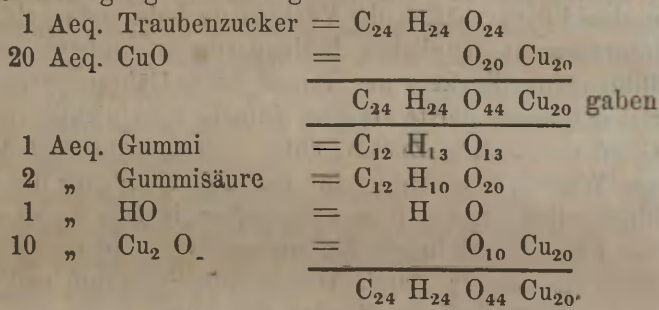 1 Aeq. Traubenzucker = C₂₄ H₂₄ O₂₄
20 Aeq. CuO = O₂₀ Cu₂₀
C₂₄ H₂₄ O₄₄ Cu₂₀ gaben
1 Aeq. Gummi = C₁₂ H₁₃ O₁₃
2 „ Gummisäure = C₁₂ H₁₀ O₂₀
1 „ HO = H O
10 „ Cu₂ O = O₁₀ Cu₂₀
C₂₄ H₂₄ O₄₄ Cu₂₀.